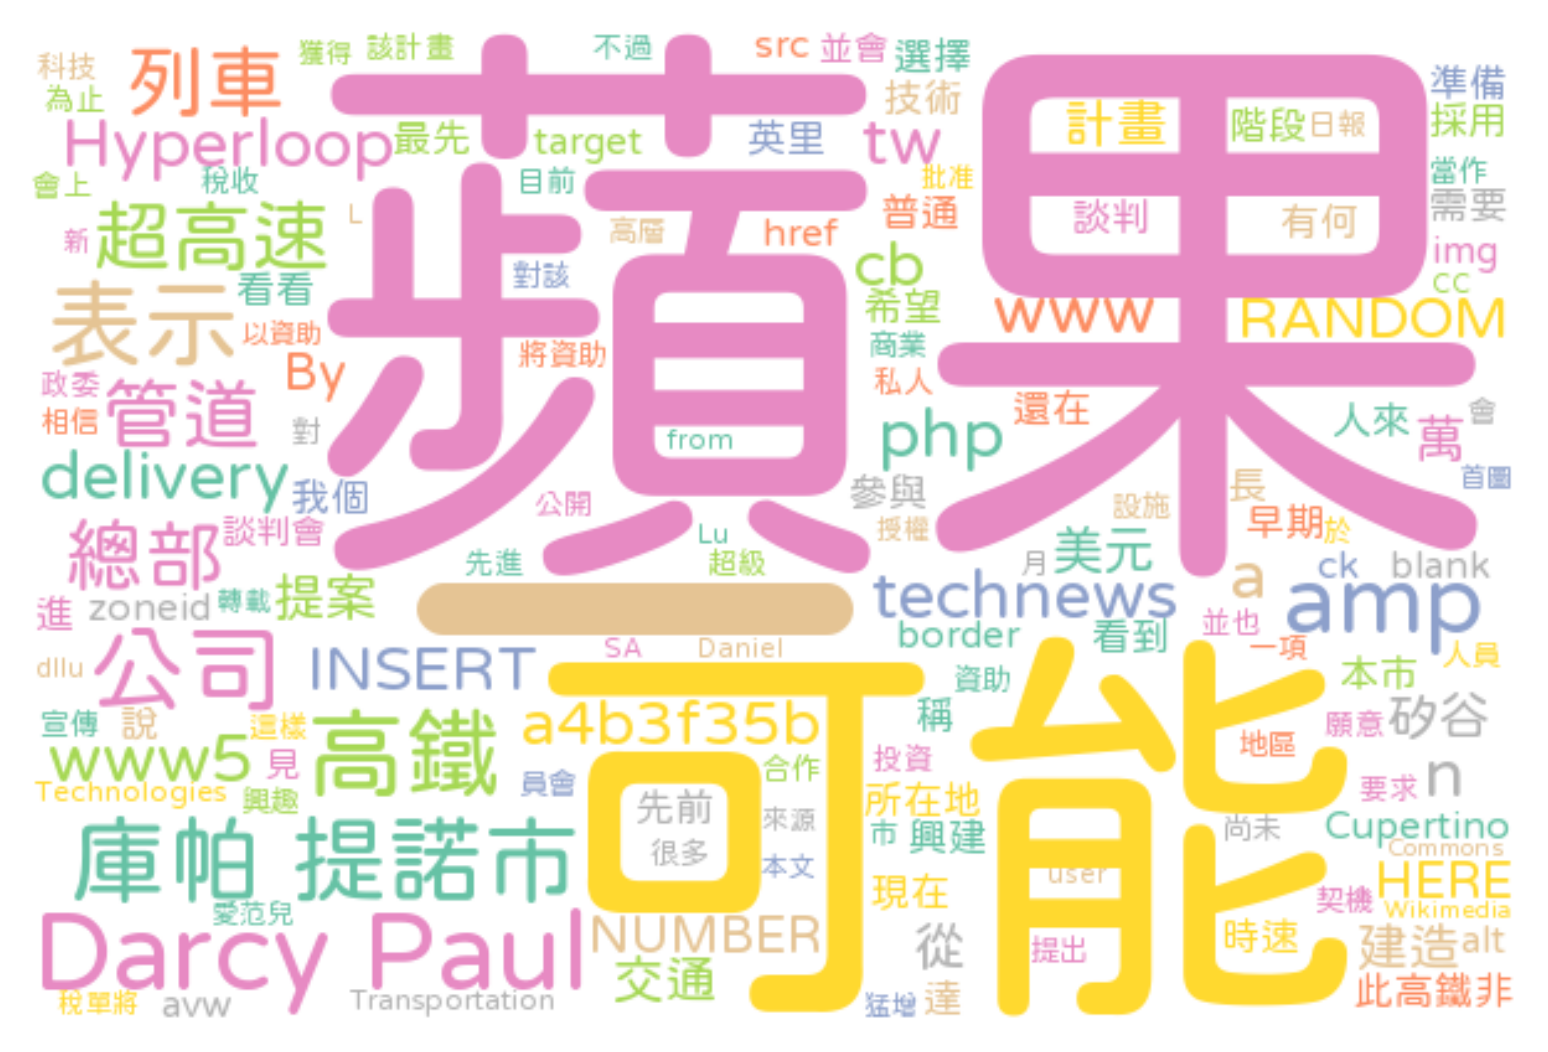 科技 列車 獲得 該計畫 不過 src 並會 選擇 準備
為止 技術 計畫 階段 日報 採用
Hyperloop 最先 target 英里 tw
會上 稅收 目前 批准 當作
新 超高速 L 高層 href 普通 談判 有何 需要
蘋果
看看 對該 cb img
表示 希望 www RANDOM cc
以資助 將資助 商業
政委 管道 By 私人
相信 對 from php 還在 人來 萬 會
delivery 我個 公開 參與 設施 長 首圖
總部 談判會 Lu 授權 早期 於
先進 超級 月 美元 ck blank
進 zoneid 轉載 提案 一 technews a amp
公司 INSERT SA Daniel border 看到 並也 一項 人員
dllu 資助 本市
可能
宣傳 說 這樣 高鐵 a4b3f35b 稱 地區 願意 矽谷
www5 見 員會 合作 投資 要求 n
Technologies 興趣 先前 來源 所在地 尚未 Cupertino
庫帕 提諾市 很多 本文 市 興建 Commons
愛范兒 現在 user 契機 HERE
Wikimedia
Darcy Paul NUMBER 從 提出 時速 建造 alt
稅單將 avw Transportation 交通 猛增 達 此高鐵非